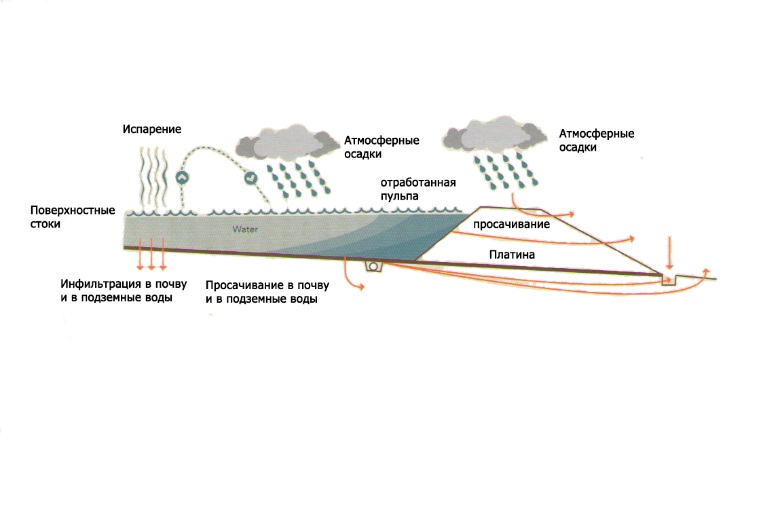 Испарение
Атмосферные
осадки
Атмосферные
осадки
отработанная
пульпа
Поверхностные
стоки
Water
просачивание
Платина
Инфильтрация в почву
и в подземные воды
Просачивание в почву
и в подземные воды